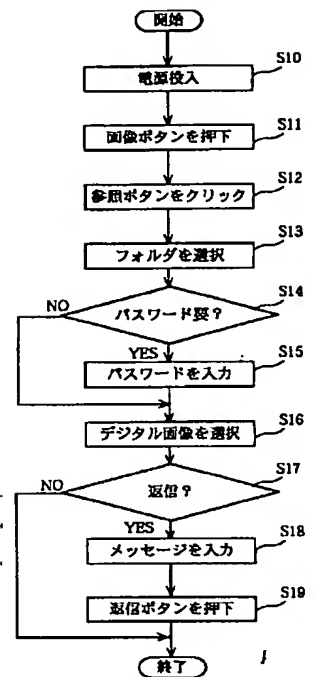 開始
S10
電源投入
S11
画像ボタンを押下
S12
参照ボタンをクリック
S13
フォルダを選択
S14
パスワード要?
NO
YES
S15
パスワードを入力
S16
デジタル画像を選択
S17
返信?
NO
YES
S18
メッセージを入力
S19
返信ボタンを押下
終了